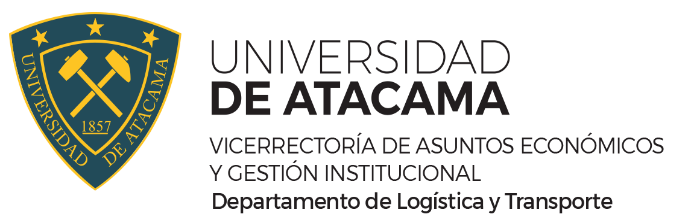 UNIVERSIDAD DE ATACAMA
1857
UNIVERSIDAD
DE ATACAMA
VICERRECTORÍA DE ASUNTOS ECONÓMICOS
Y GESTIÓN INSTITUCIONAL
Departamento de Logística y Transporte